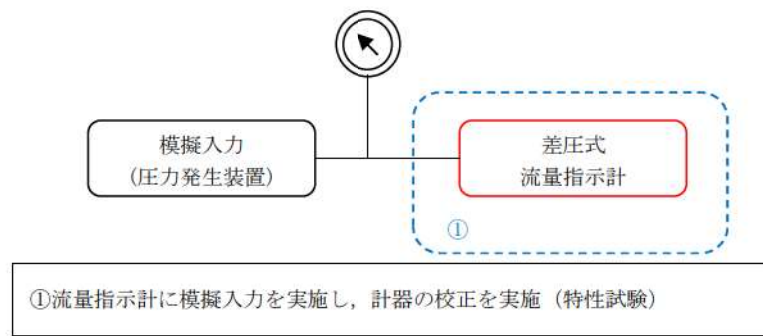 模擬入力
（圧力発生装置）
差圧式
流量指示計
①
①流量指示計に模擬入力を実施し，計器の校正を実施（特性試験）